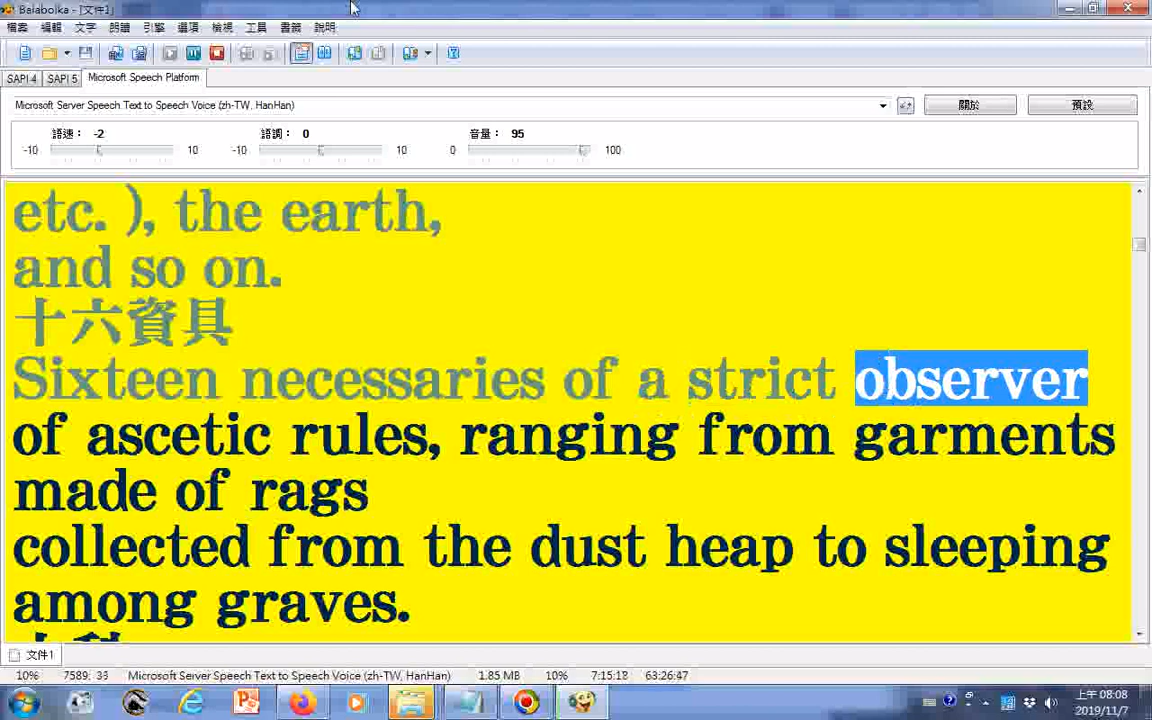 Balabolka - [文件1]
檔案 編輯 文字 朗讀 引擎 選項 檢視 工具 書籤 說明
SAPI 4 SAPI 5 Microsoft Speech Platform
Microsoft Server Speech Text to Speech Voice (zh-TW, HanHan)
關於 預設
語速： -2 語調： 0 音量： 95
-10 10 -10 10 0 100
etc. ), the earth,
and so on.
十六資具
Sixteen necessaries of a strict observer
of ascetic rules, ranging from garments
made of rags
collected from the dust heap to sleeping
among graves.
文件1
10% 7589, 33 Microsoft Server Speech Text to Speech Voice (zh-TW, HanHan) 1.85 MB 10% 7:15:18 63:26:47
上午 08:08
2019/11/7